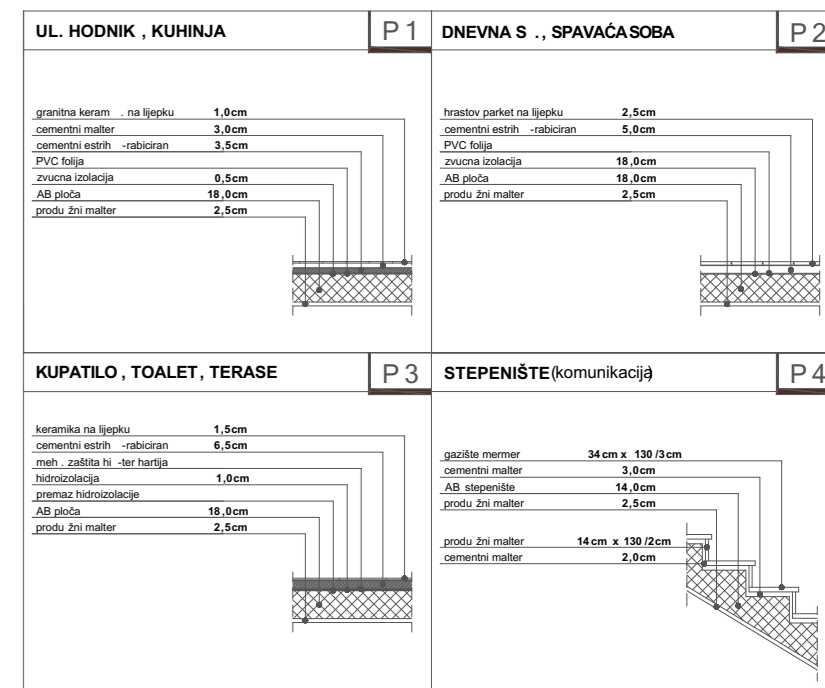 UL. HODNIK , KUHINJA P 1
granitna keram . na lijepku 1,0cm
cementni malter 3,0cm
cementni estrih -rabiciran 3,5cm
PVC folija
zvucna izolacija 0,5cm
AB ploča 18,0cm
produ žni malter 2,5cm
DNEVNA S ., SPAVAĆA SOBA P 2
hrastov parket na lijepku 2,5cm
cementni estrih -rabiciran 5,0cm
PVC folija
zvucna izolacija 18,0cm
AB ploča 18,0cm
produ žni malter 2,5cm
KUPATILO , TOALET , TERASE P 3
keramika na lijepku 1,5cm
cementni estrih -rabiciran 6,5cm
meh . zaštita hi -ter hartija
hidroizolacija 1,0cm
premaz hidroizolacije
AB ploča 18,0cm
produ žni malter 2,5cm
STEPENIŠTE (komunikacija) P 4
gazište mermer 34 cm x 130 /3 cm
cementni malter 3,0cm
AB stepenište 14,0cm
produ žni malter 2,5cm
produ žni malter 14 cm x 130 /2cm
cementni malter 2,0cm